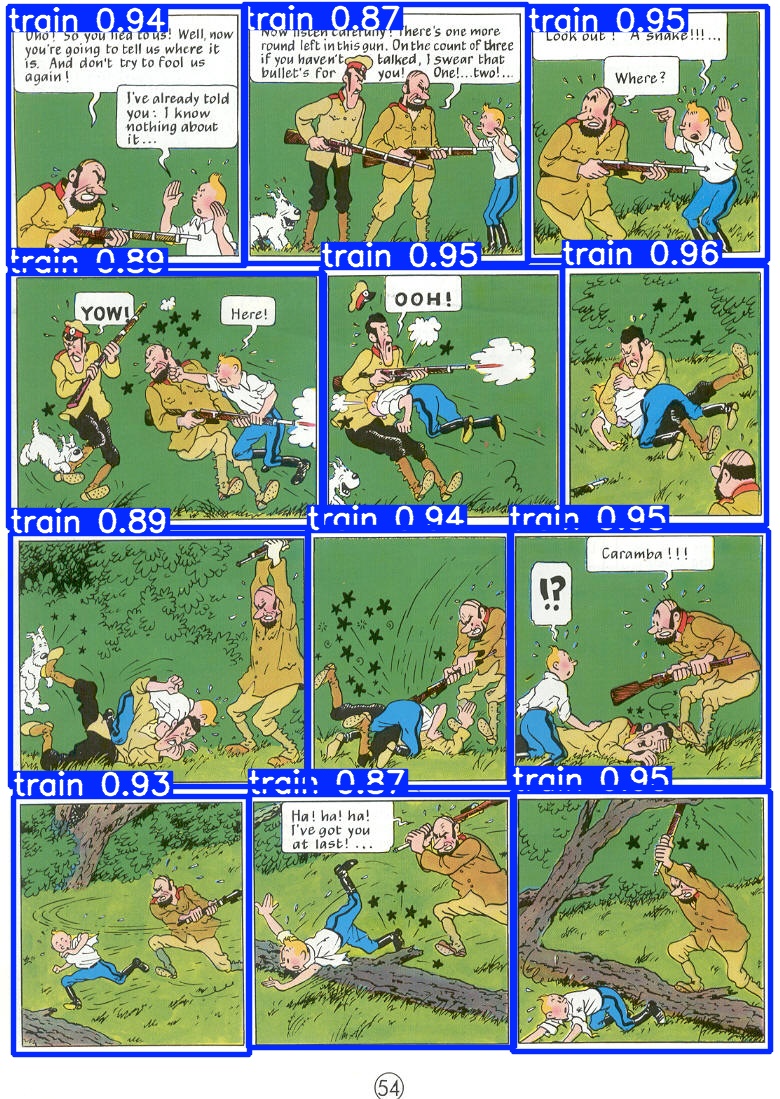 train 0.94
Oho! So you lied to us! Well, now
you're going to tell us where it
is. And don't try to fool us
again!
I've already told
you: I know
nothing about
it...
train 0.87
Now listen carefully! There's one more
round left in this gun. On the count of three
if you haven't talked, I swear that
bullet's for you! One!...two!...
train 0.95
Look out! A snake!!!...
Where?
train 0.89
YOW!
Here!
train 0.95
OOH!
train 0.96
train 0.89
train 0.94
train 0.95
!?
Caramba!!!
train 0.93
train 0.87
Ha! ha! ha!
I've got you
at last! ...
train 0.95
54